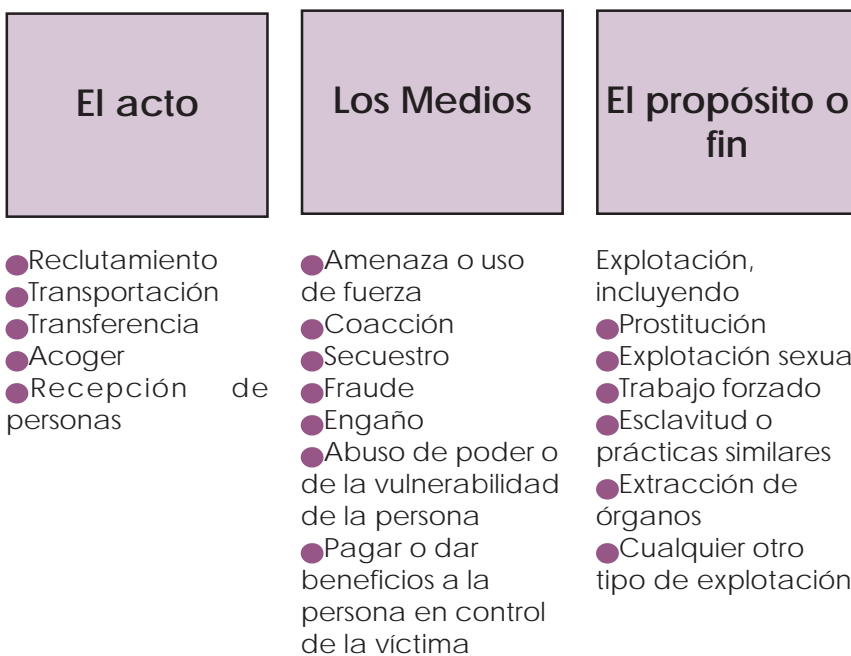 El acto
Reclutamiento
Transportación
Transferencia
Acoger
Recepción de
personas
Los Medios
Amenaza o uso
de fuerza
Coacción
Secuestro
Fraude
Engaño
Abuso de poder o
de la vulnerabilidad
de la persona
Pagar o dar
beneficios a la
persona en control
de la víctima
El propósito o
fin
Explotación,
incluyendo
Prostitución
Explotación sexua
Trabajo forzado
Esclavitud o
prácticas similares
Extracción de
órganos
Cualquier otro
tipo de explotación